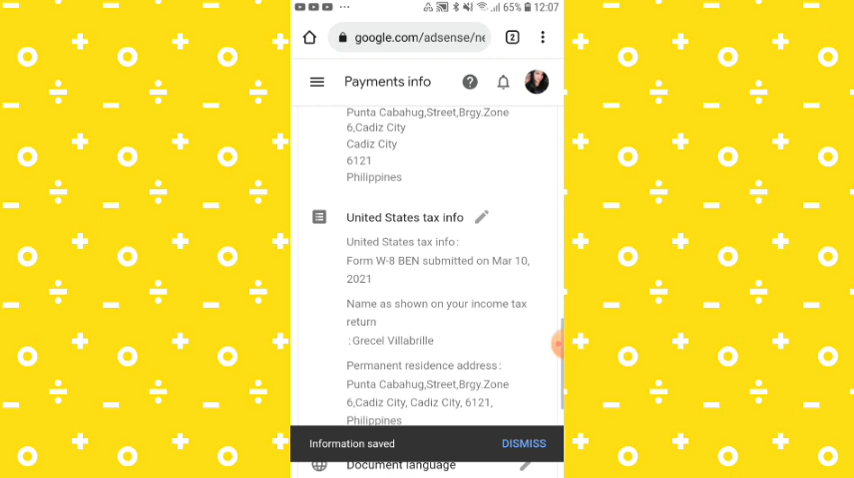 65% 12:07
google.com/adsense/ne
2
Payments info
Punta Cabahug,Street,Brgy.Zone
6,Cadiz City
Cadiz City
6121
Philippines
United States tax info
United States tax info:
Form W-8 BEN submitted on Mar 10,
2021
Name as shown on your income tax
return
:Grecel Villabrille
Permanent residence address:
Punta Cabahug,Street,Brgy.Zone
6,Cadiz City, Cadiz City, 6121,
Philippines
Information saved DISMISS
Document language